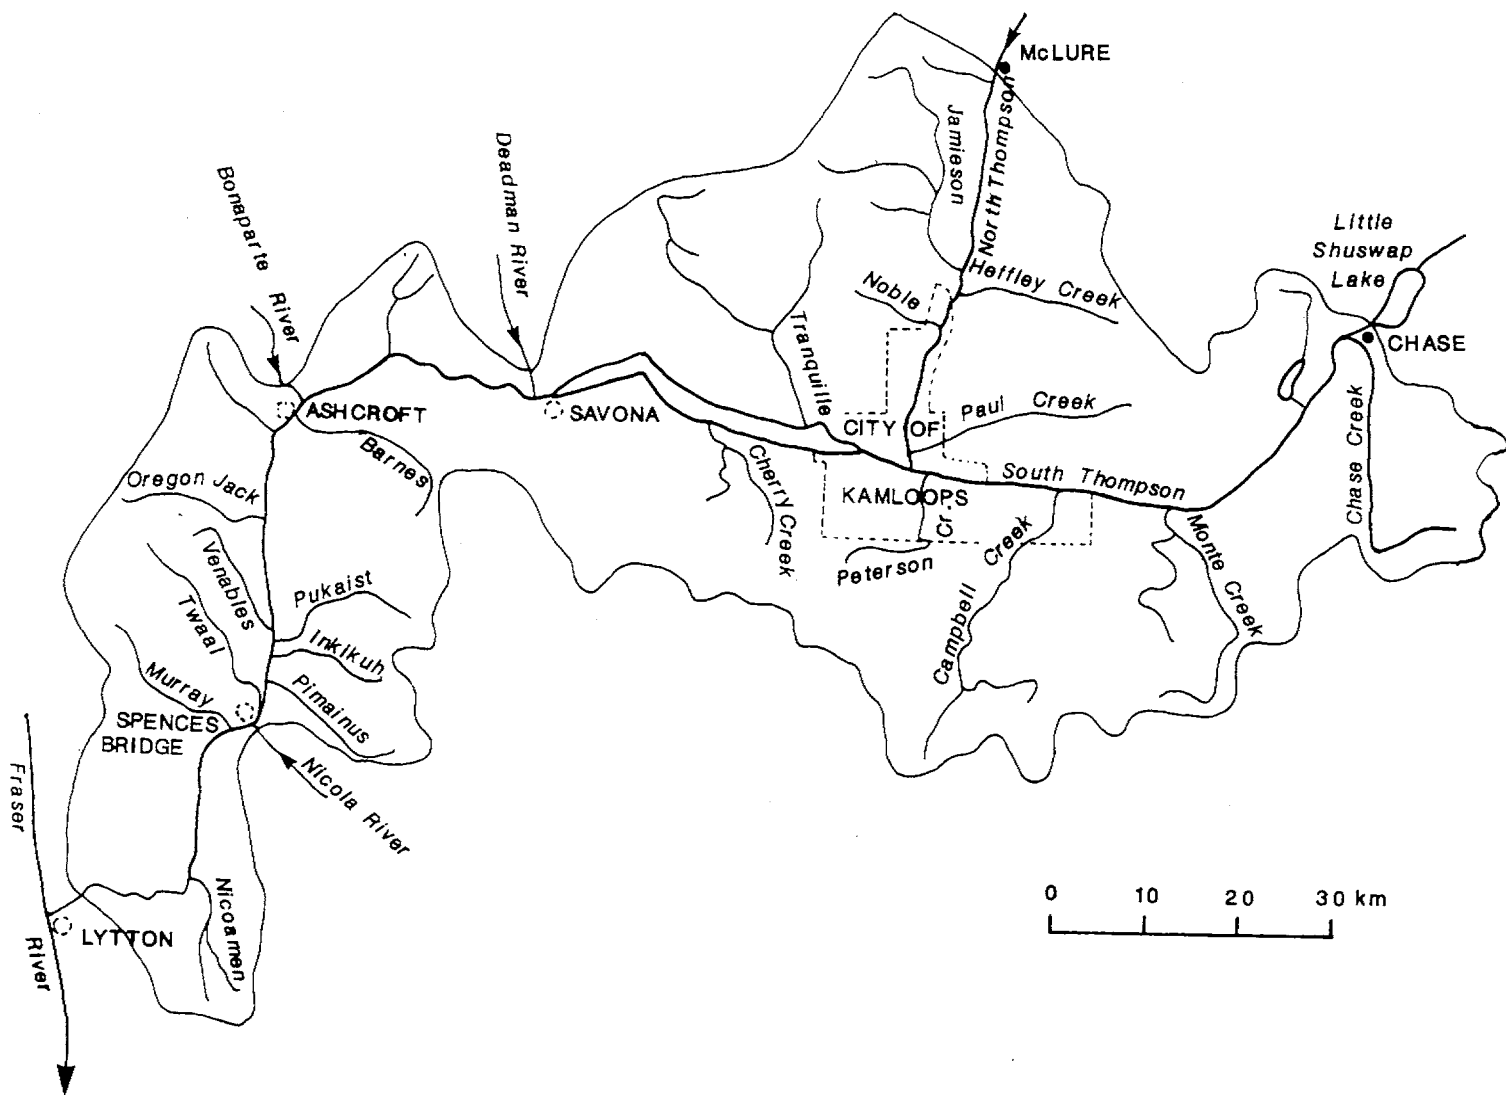 McLURE
North Thompson
Jamieson
Deadman River
Bonaparte River
Little
Shuswap
Lake
Heffley Creek
Noble
Tranquille
CHASE
Chase Creek
ASHCROFT
SAVONA
Paul Creek
CITY OF
KAMLOOPS
Barnes
Cherry Creek
South Thompson
Oregon Jack
Cr.
Peterson
Campbell Creek
Monte Creek
Venables
Twaal
Pukaist
Inkikuh
Murray
Pimainus
SPENCES
BRIDGE
Nicola River
Fraser River
Nicoamen
LYTTON
0 10 20 30 km